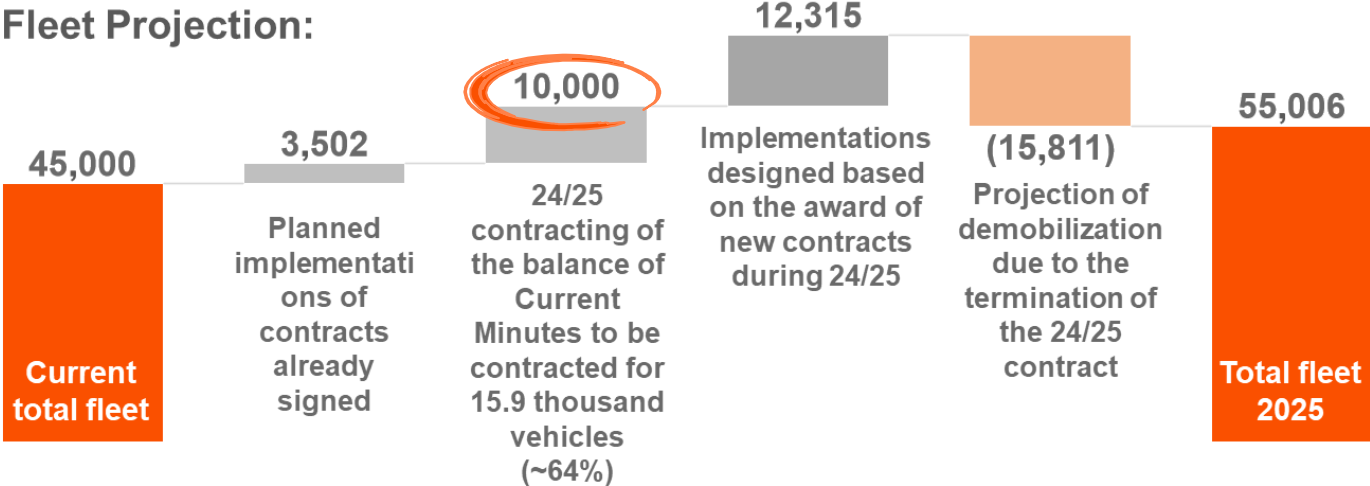 Fleet Projection:
45,000
Current
total fleet
3,502
Planned
implementati
ons of
contracts
already
signed
10,000
24/25
contracting of
the balance of
Current
Minutes to be
contracted for
15.9 thousand
vehicles
(~64%)
12,315
Implementations
designed based
on the award of
new contracts
during 24/25
(15,811)
Projection of
demobilization
due to the
termination of
the 24/25
contract
55,006
Total fleet
2025